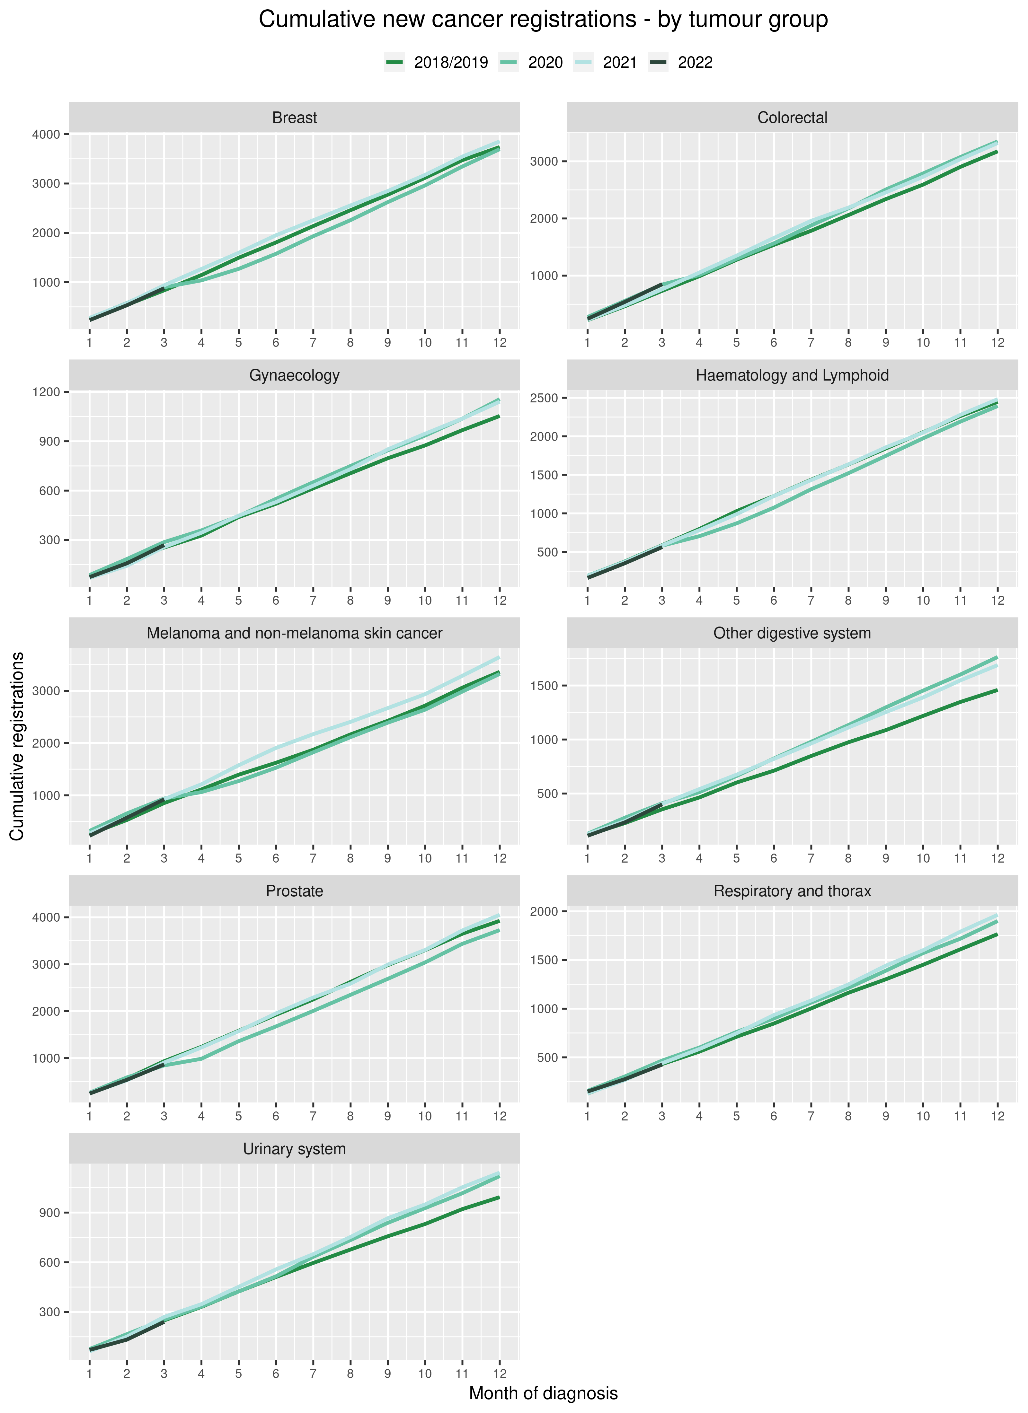 Cumulative new cancer registrations - by tumour group
2018/2019 2020 2021 2022
Breast
4000
3000
2000
1000
1 2 3 4 5 6 7 8 9 10 11 12
Colorectal
3000
2000
1000
1 2 3 4 5 6 7 8 9 10 11 12
Gynaecology
1200
900
600
300
1 2 3 4 5 6 7 8 9 10 11 12
Haematology and Lymphoid
2500
2000
1500
1000
500
1 2 3 4 5 6 7 8 9 10 11 12
Melanoma and non-melanoma skin cancer
3000
2000
1000
1 2 3 4 5 6 7 8 9 10 11 12
Other digestive system
1500
1000
500
1 2 3 4 5 6 7 8 9 10 11 12
Cumulative registrations
Prostate
4000
3000
2000
1000
1 2 3 4 5 6 7 8 9 10 11 12
Respiratory and thorax
2000
1500
1000
500
1 2 3 4 5 6 7 8 9 10 11 12
Urinary system
900
600
300
1 2 3 4 5 6 7 8 9 10 11 12
Month of diagnosis